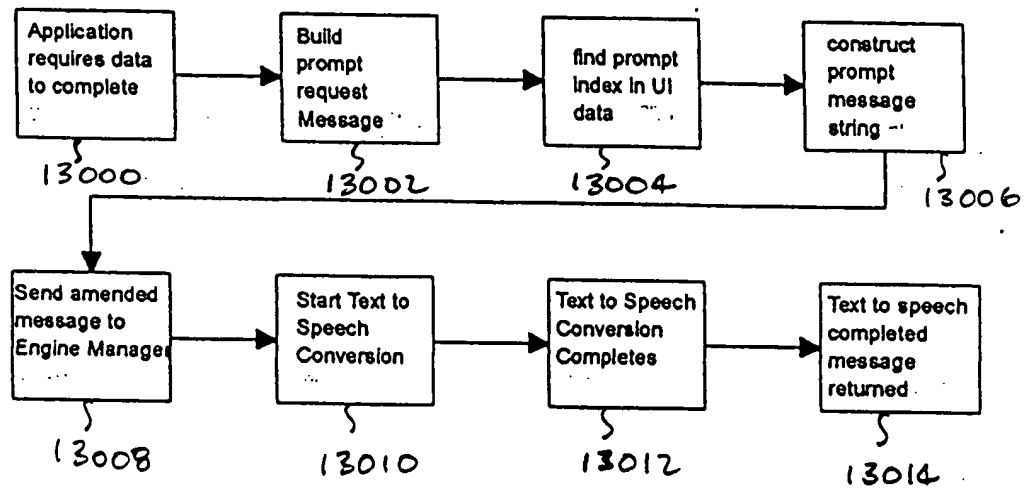 Application
requires data
to complete
Build
prompt
request
Message
find prompt
index in UI
data
construct
prompt
message
string
13000
13002
13004
13006
Send amended
message to
Engine Manager
Start Text to
Speech
Conversion
Text to Speech
Conversion
Completes
Text to speech
completed
message
returned
13008
13010
13012
13014